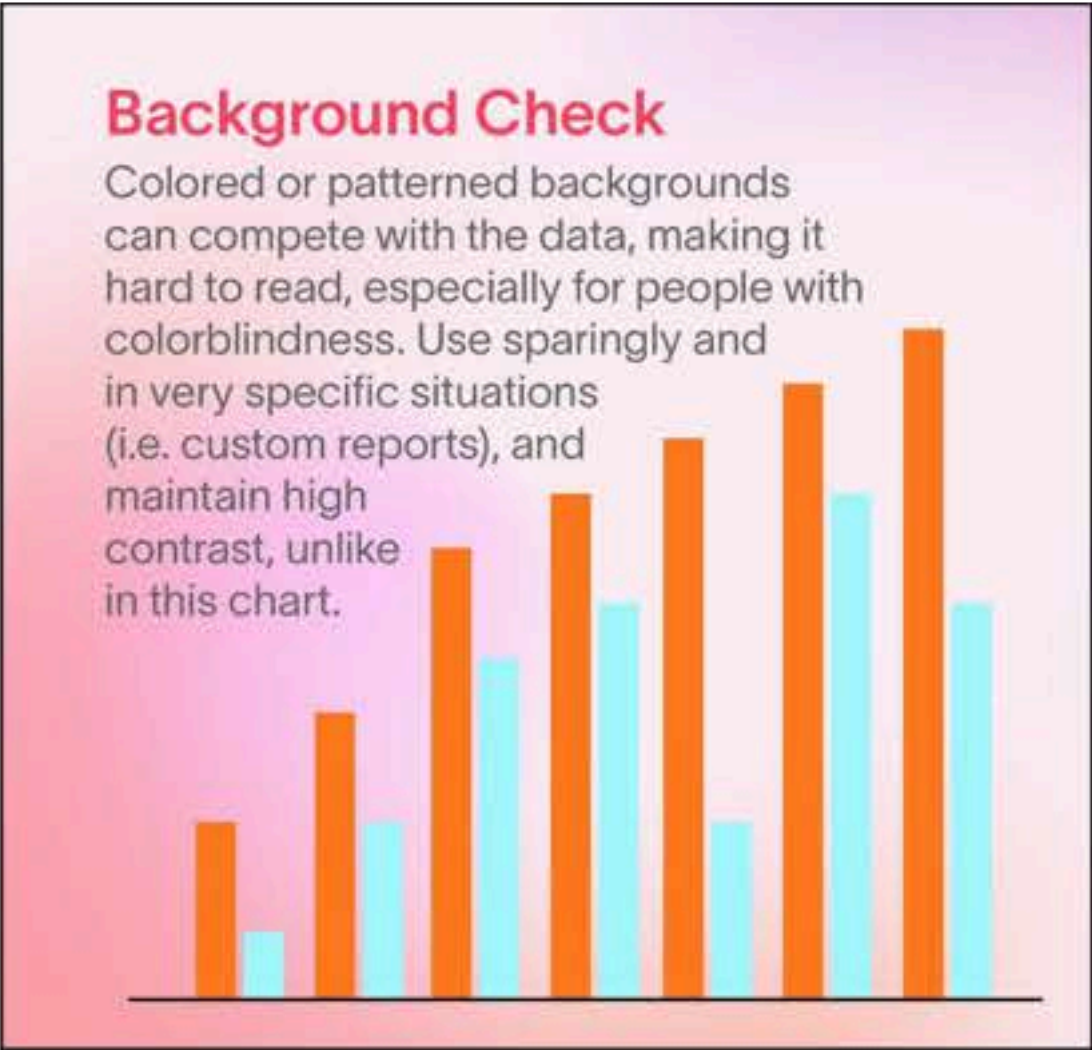 Background Check
Colored or patterned backgrounds
can compete with the data, making it
hard to read, especially for people with
colorblindness. Use sparingly and
in very specific situations
(i.e. custom reports), and
maintain high
contrast, unlike
in this chart.